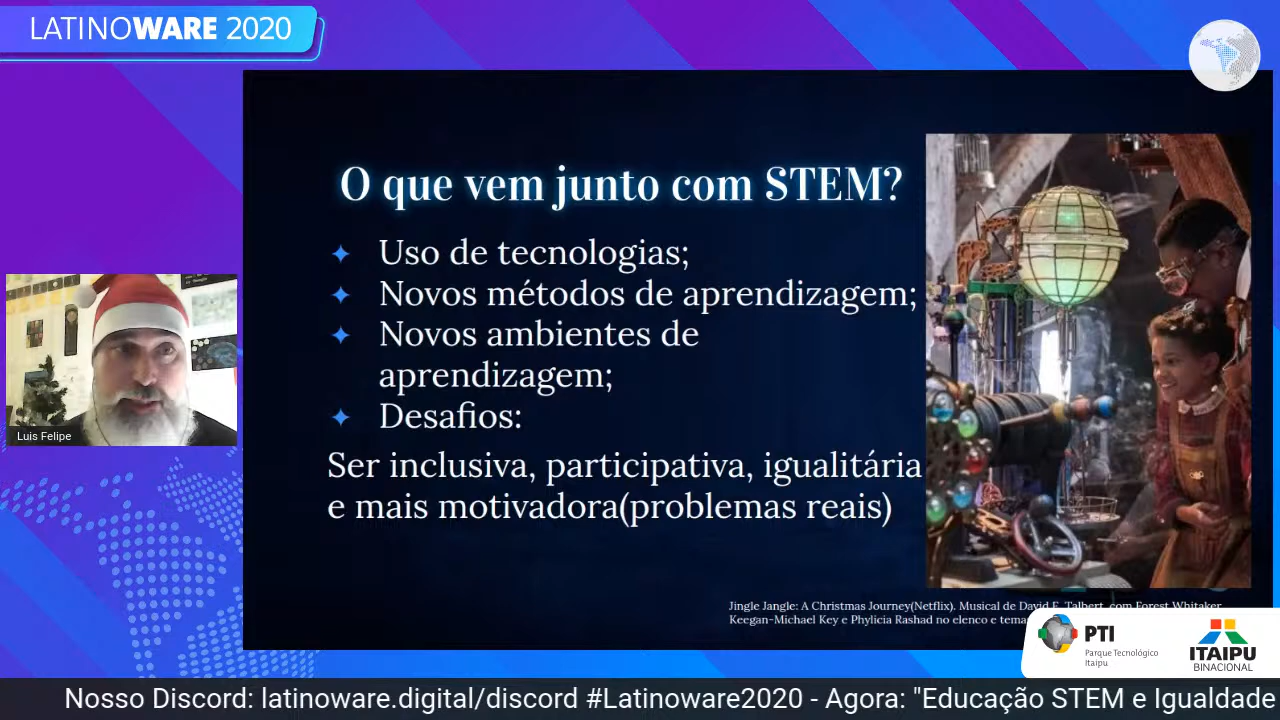 LATINOWARE 2020
O que vem junto com STEM?
Uso de tecnologias;
Novos métodos de aprendizagem;
Novos ambientes de
aprendizagem;
Desafios:
Ser inclusiva, participativa, igualitária
e mais motivadora(problemas reais)
Luis Felipe
Jingle Jangle: A Christmas Journey(Netflix). Musical de David E. Talbert, com Forest Whitaker,
Keegan-Michael Key e Phylicia Rashad no elenco e
PTI
Parque Tecnológico
Itaipu
ITAIPU
BINACIONAL
Nosso Discord: latinoware.digital/discord #Latinoware2020 - Agora: "Educação STEM e Igualdade